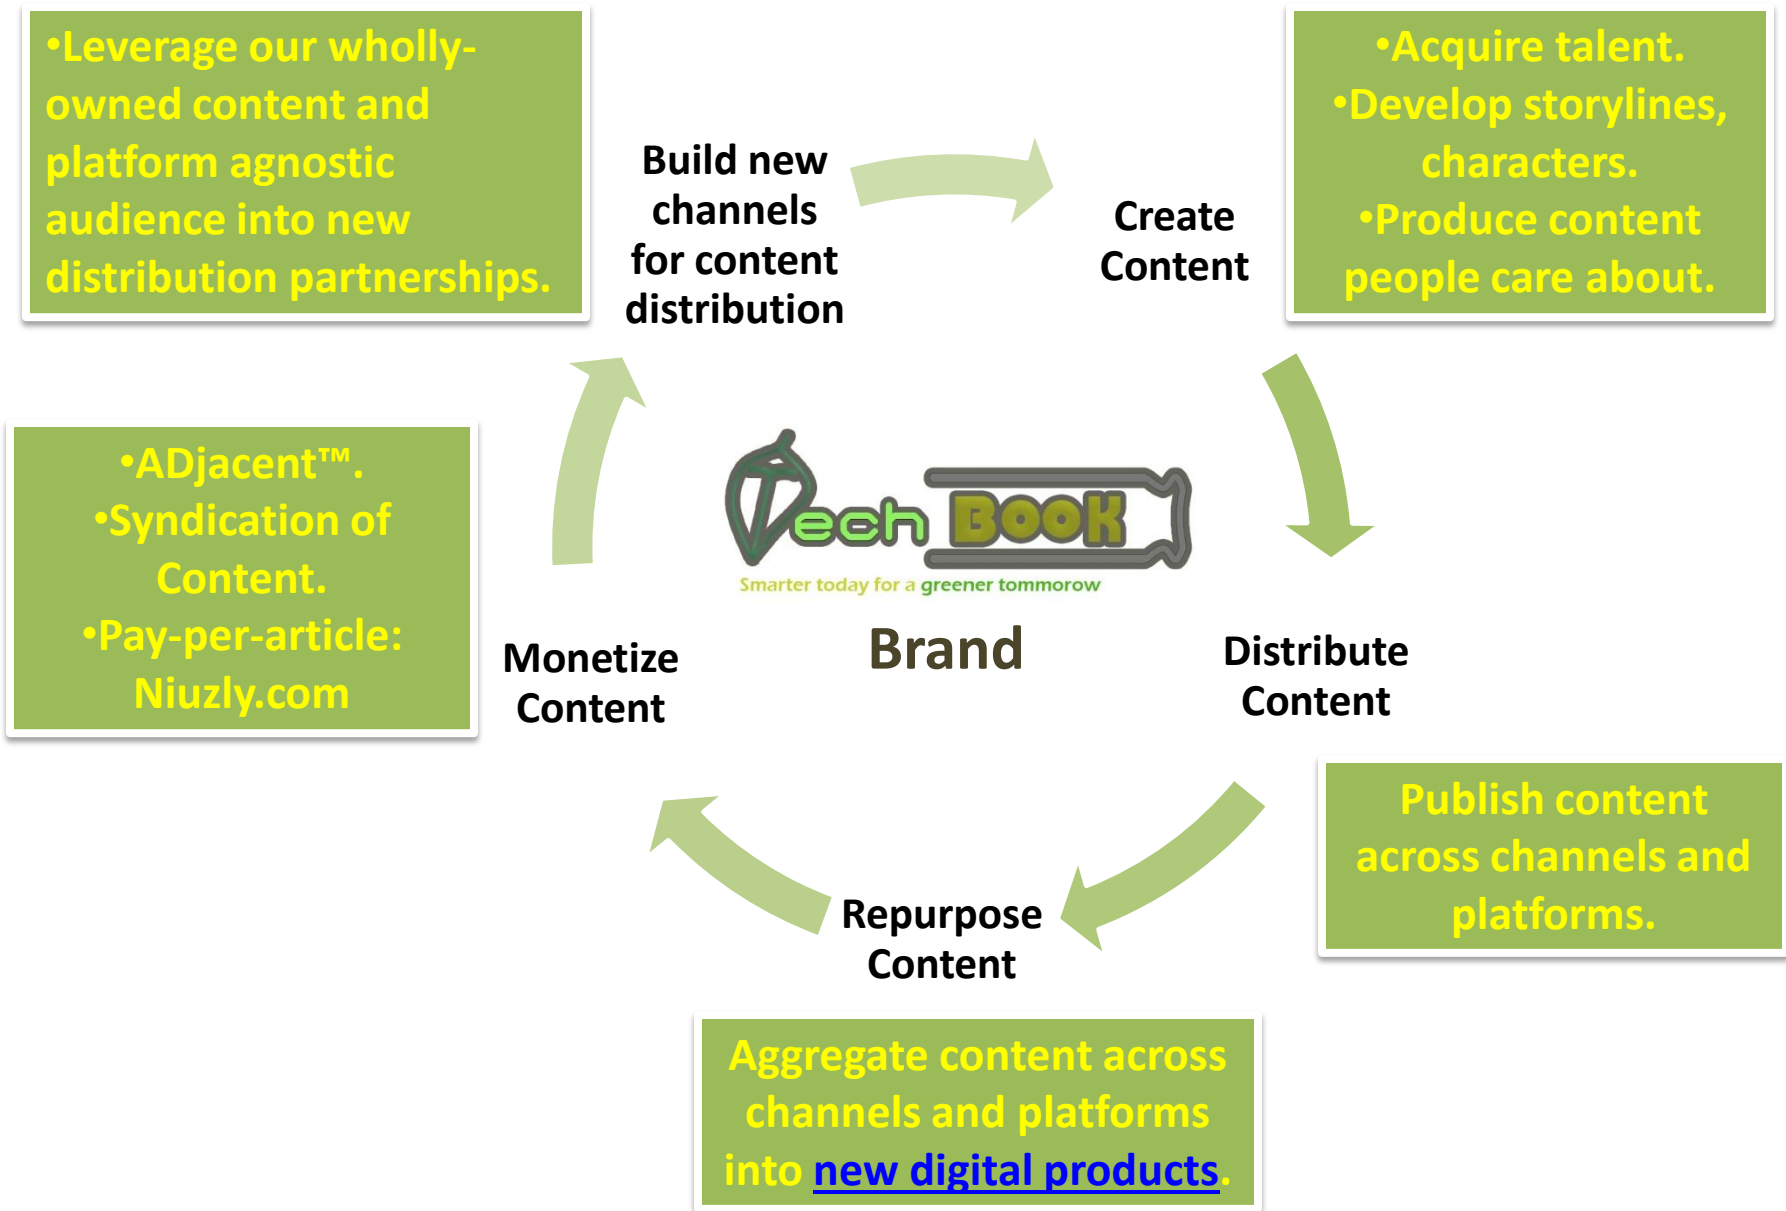 •Leverage our wholly-
owned content and
platform agnostic
audience into new
distribution partnerships.
Build new
channels
for content
distribution
Create
Content
•Acquire talent.
•Develop storylines,
characters.
•Produce content
people care about.
•ADjacent™.
•Syndication of
Content.
•Pay-per-article:
Niuzly.com
Tech BOOK
Smarter today for a greener tommorow
Brand
Monetize
Content
Distribute
Content
Publish content
across channels and
platforms.
Repurpose
Content
Aggregate content across
channels and platforms
into new digital products.